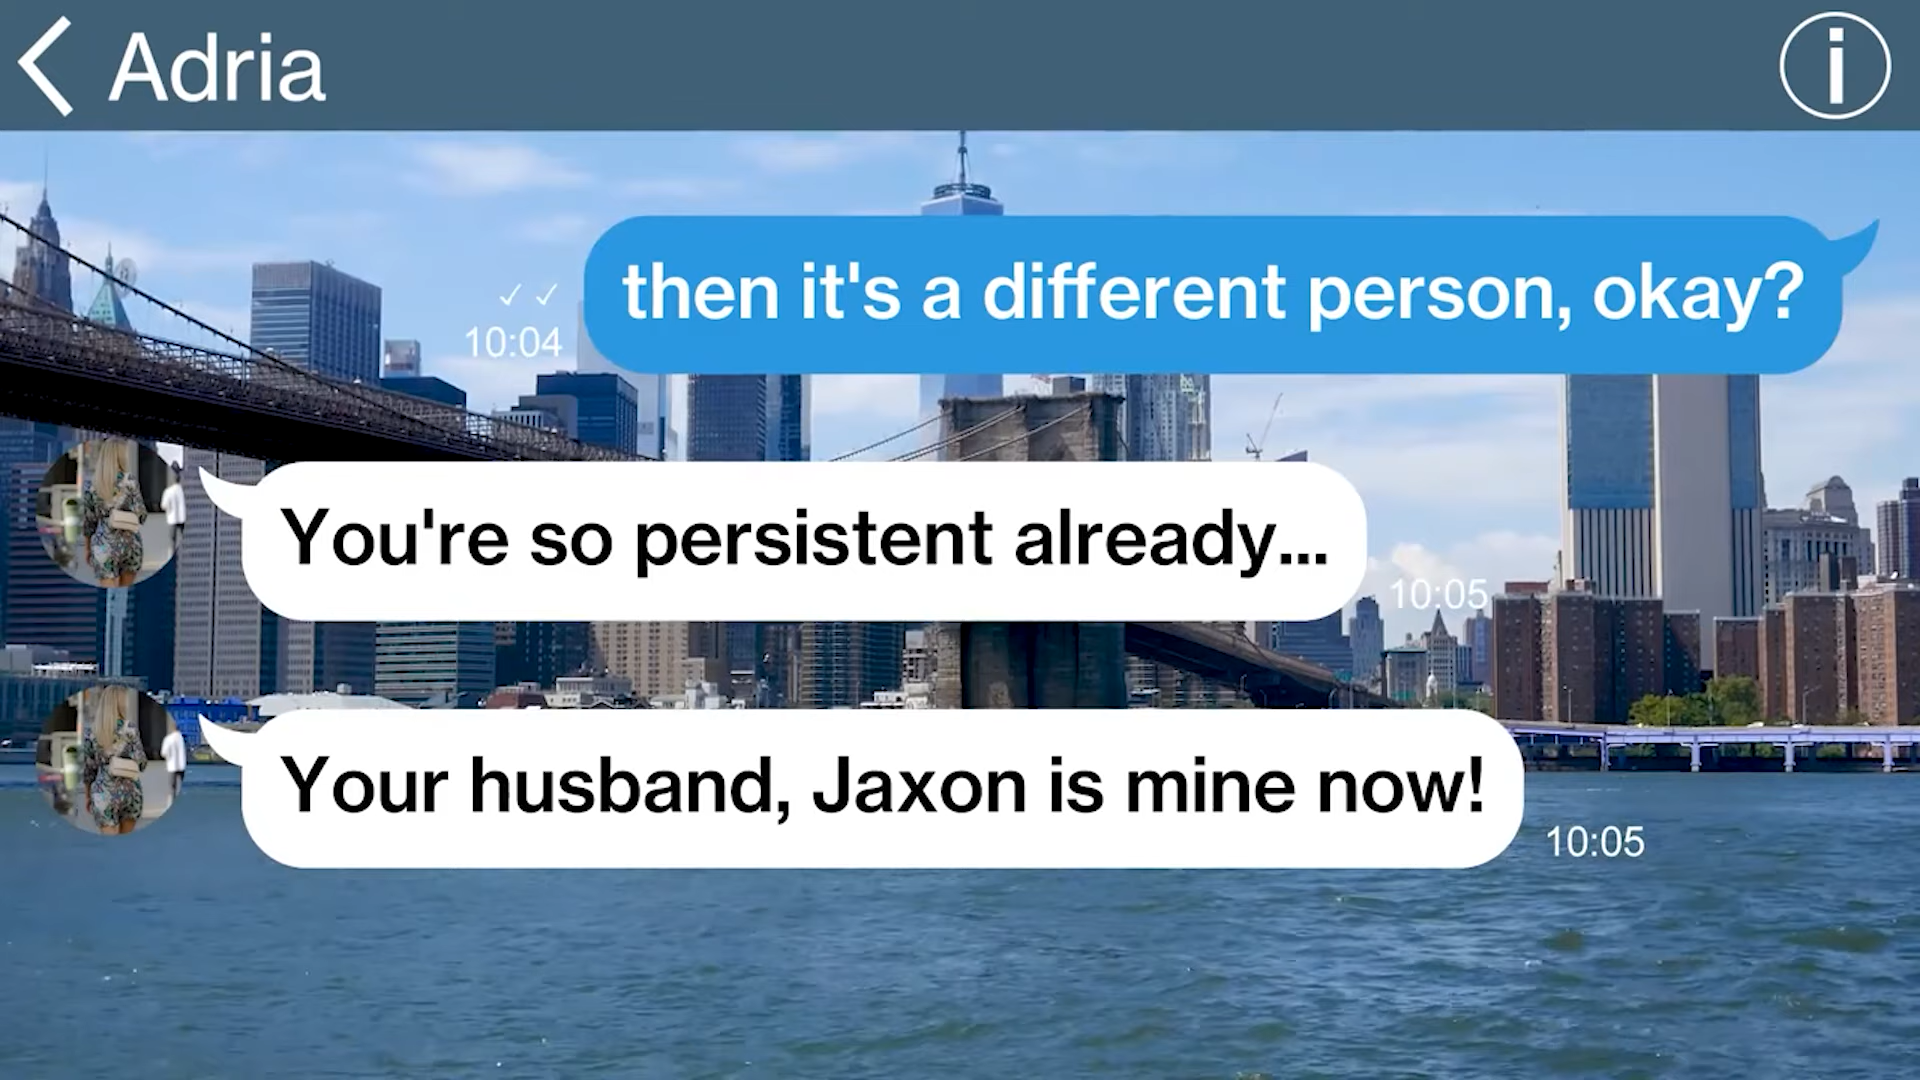 Adria
then it's a different person, okay?
10:04
You're so persistent already...
10:05
Your husband, Jaxon is mine now!
10:05